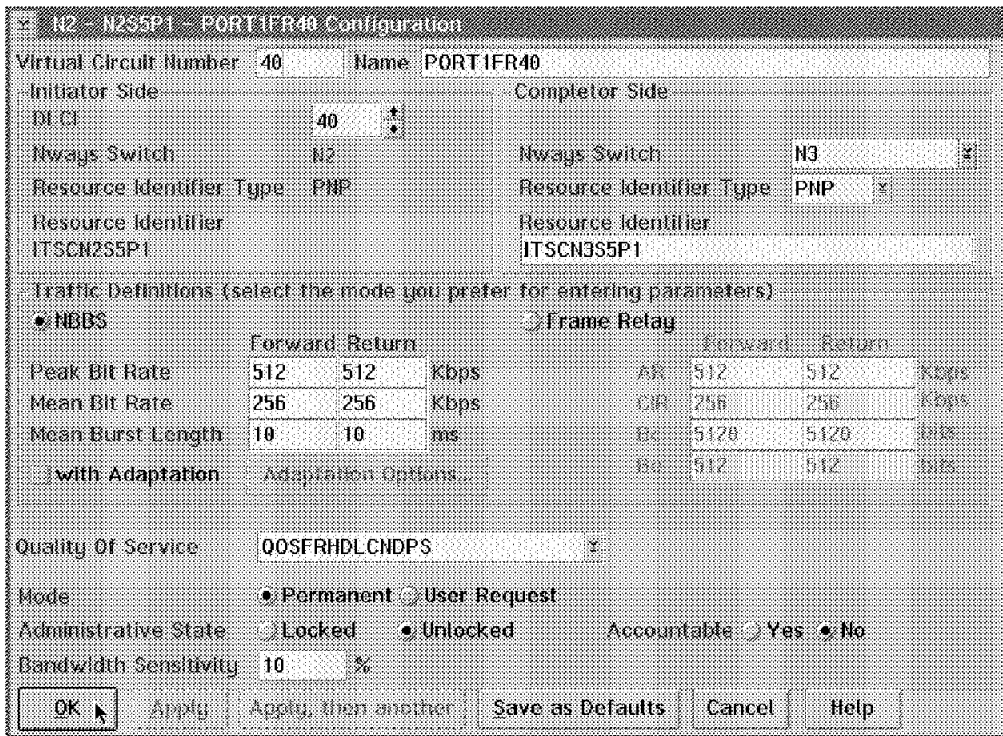 N2 - N2S5P1 - PORT1FR40 Configuration
Virtual Circuit Number 40 Name PORT1FR40
Initiator Side
DLCI 40
Nways Switch N2
Resource Identifier Type PNP
Resource Identifier
ITSCN2S5P1
Completor Side
Nways Switch N3
Resource Identifier Type PNP
Resource Identifier
ITSCN3S5P1
Traffic Definitions (select the mode you prefer for entering parameters)
NBBS
Forward Return
Peak Bit Rate 512 512 Kbps
Mean Bit Rate 256 256 Kbps
Mean Burst Length 10 10 ms
with Adaptation Adaptation Options...
Frame Relay
Forward Return
AR 512 512 Kbps
CIR 256 256 Kbps
Bc 5120 5120 bits
Be 512 512 bits
Quality Of Service QOSFRHDLCNDPS
Mode Permanent User Request
Administrative State Locked Unlocked Accountable Yes No
Bandwidth Sensitivity 10 %
OK Apply Apply, then another Save as Defaults Cancel Help